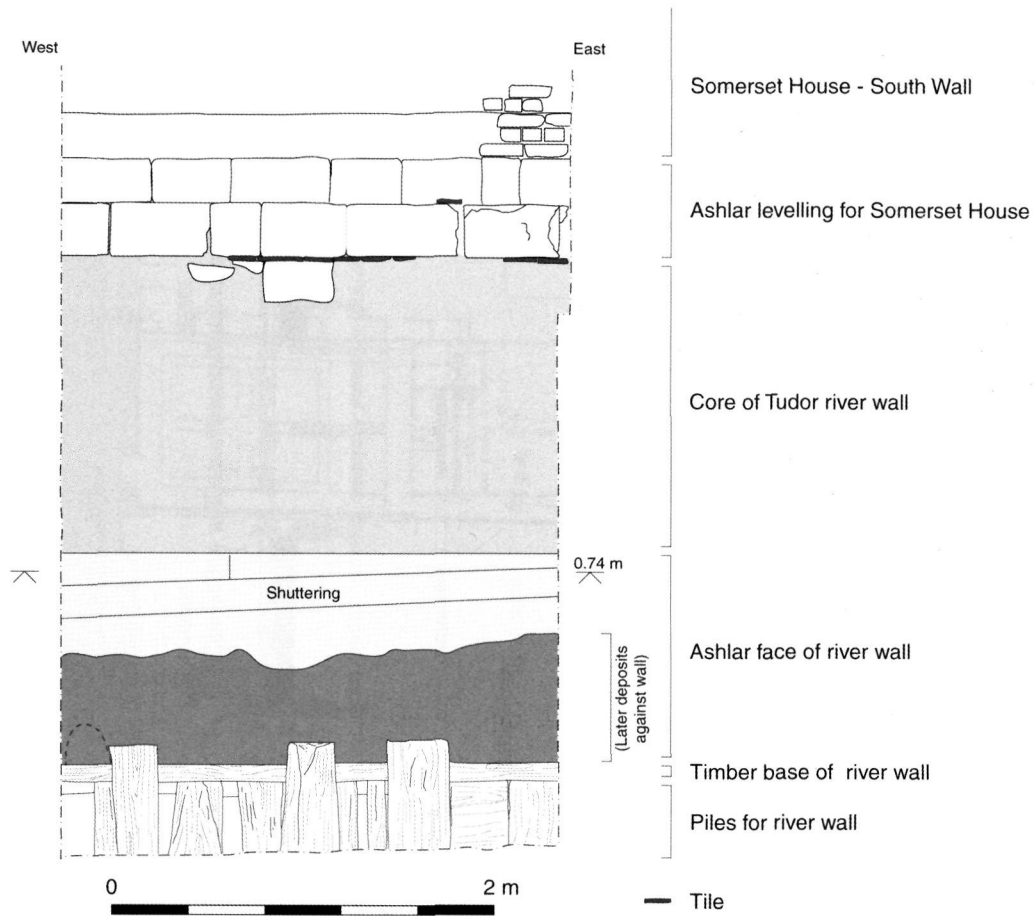 West
East
Somerset House - South Wall
Ashlar levelling for Somerset House
Core of Tudor river wall
0.74 m
Shuttering
(Later deposits
against wall)
Ashlar face of river wall
Timber base of river wall
Piles for river wall
0
2 m
Tile